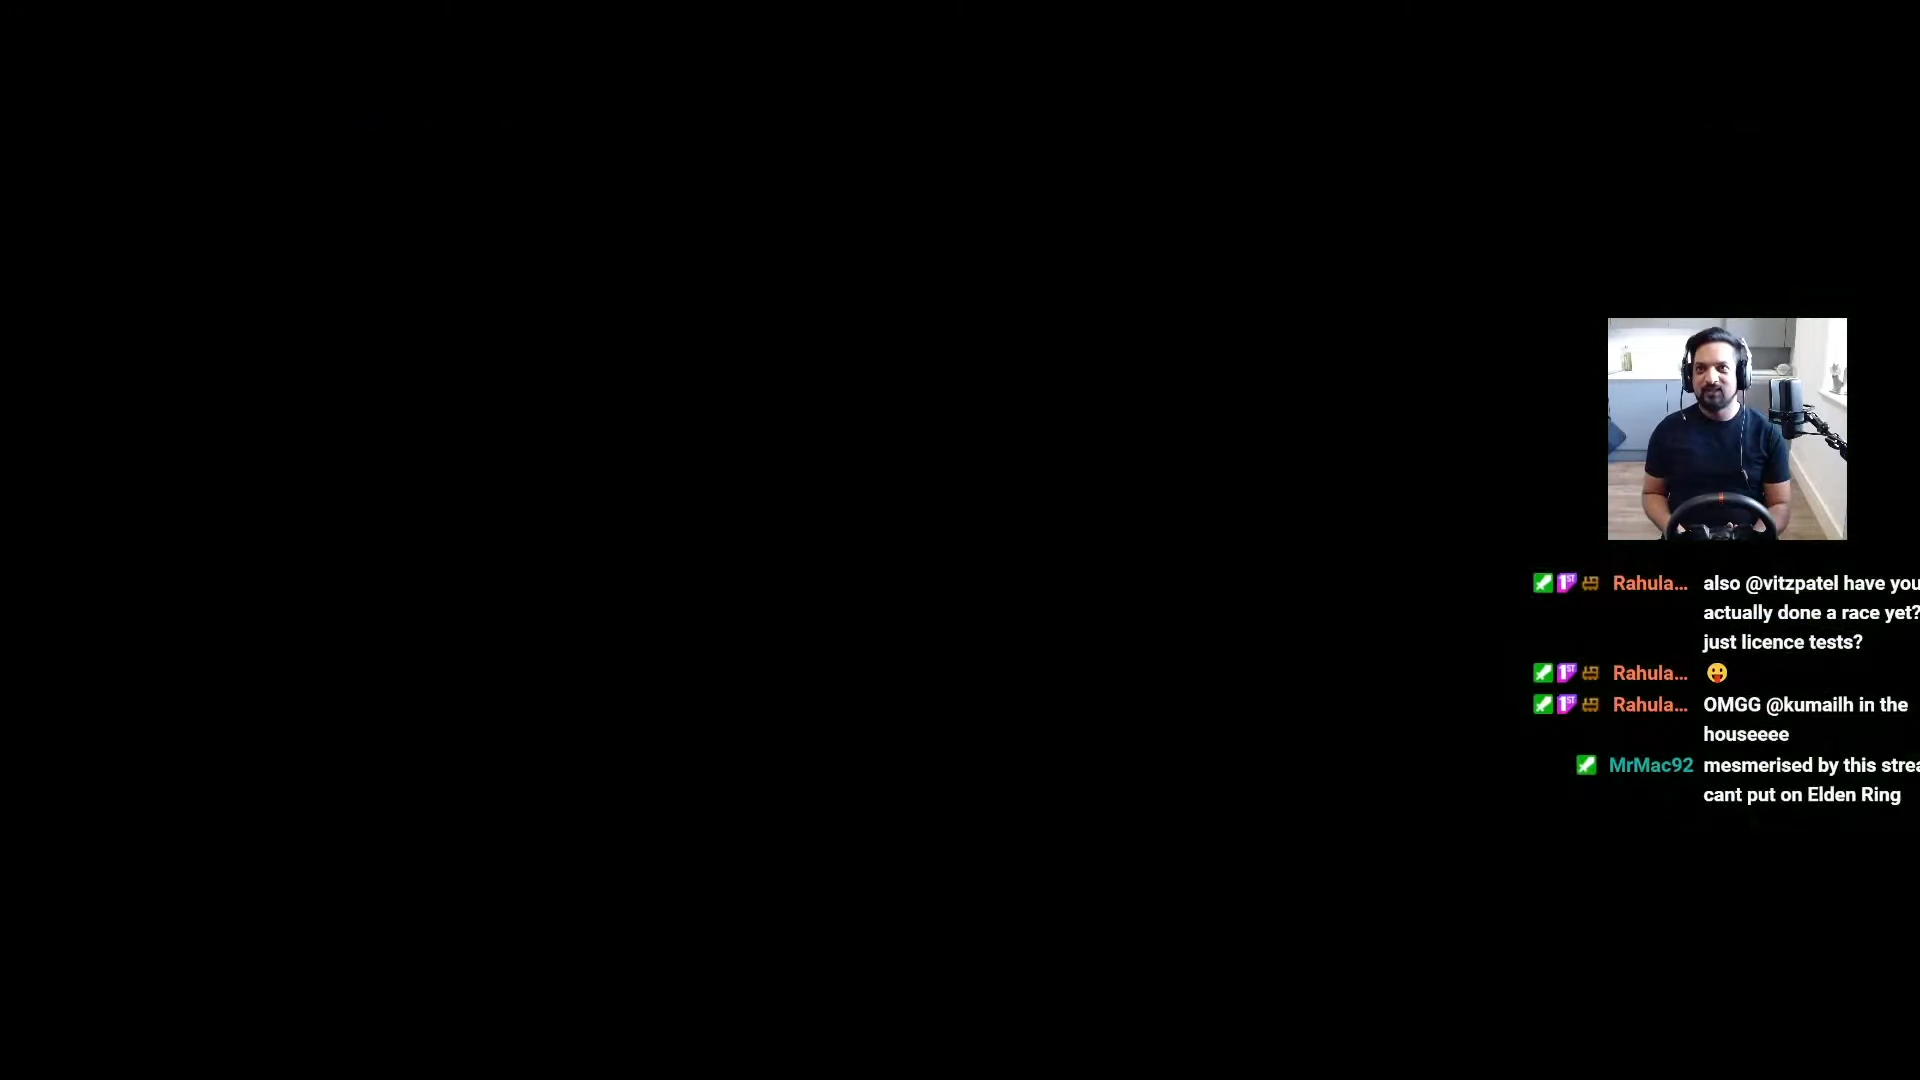 Rahula... also @vitzpatel have you
actually done a race yet?
just licence tests?
Rahula... 😛
Rahula... OMGG @kumailh in the
houseeee
MrMac92 mesmerised by this strea
cant put on Elden Ring